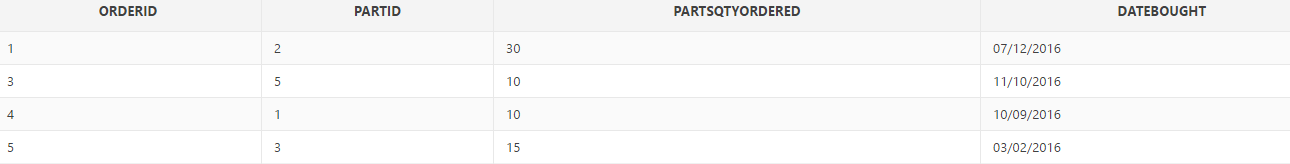 ORDERID PARTID PARTSQTYORDERED DATEBOUGHT
1 2 30 07/12/2016
3 5 10 11/10/2016
4 1 10 10/09/2016
5 3 15 03/02/2016